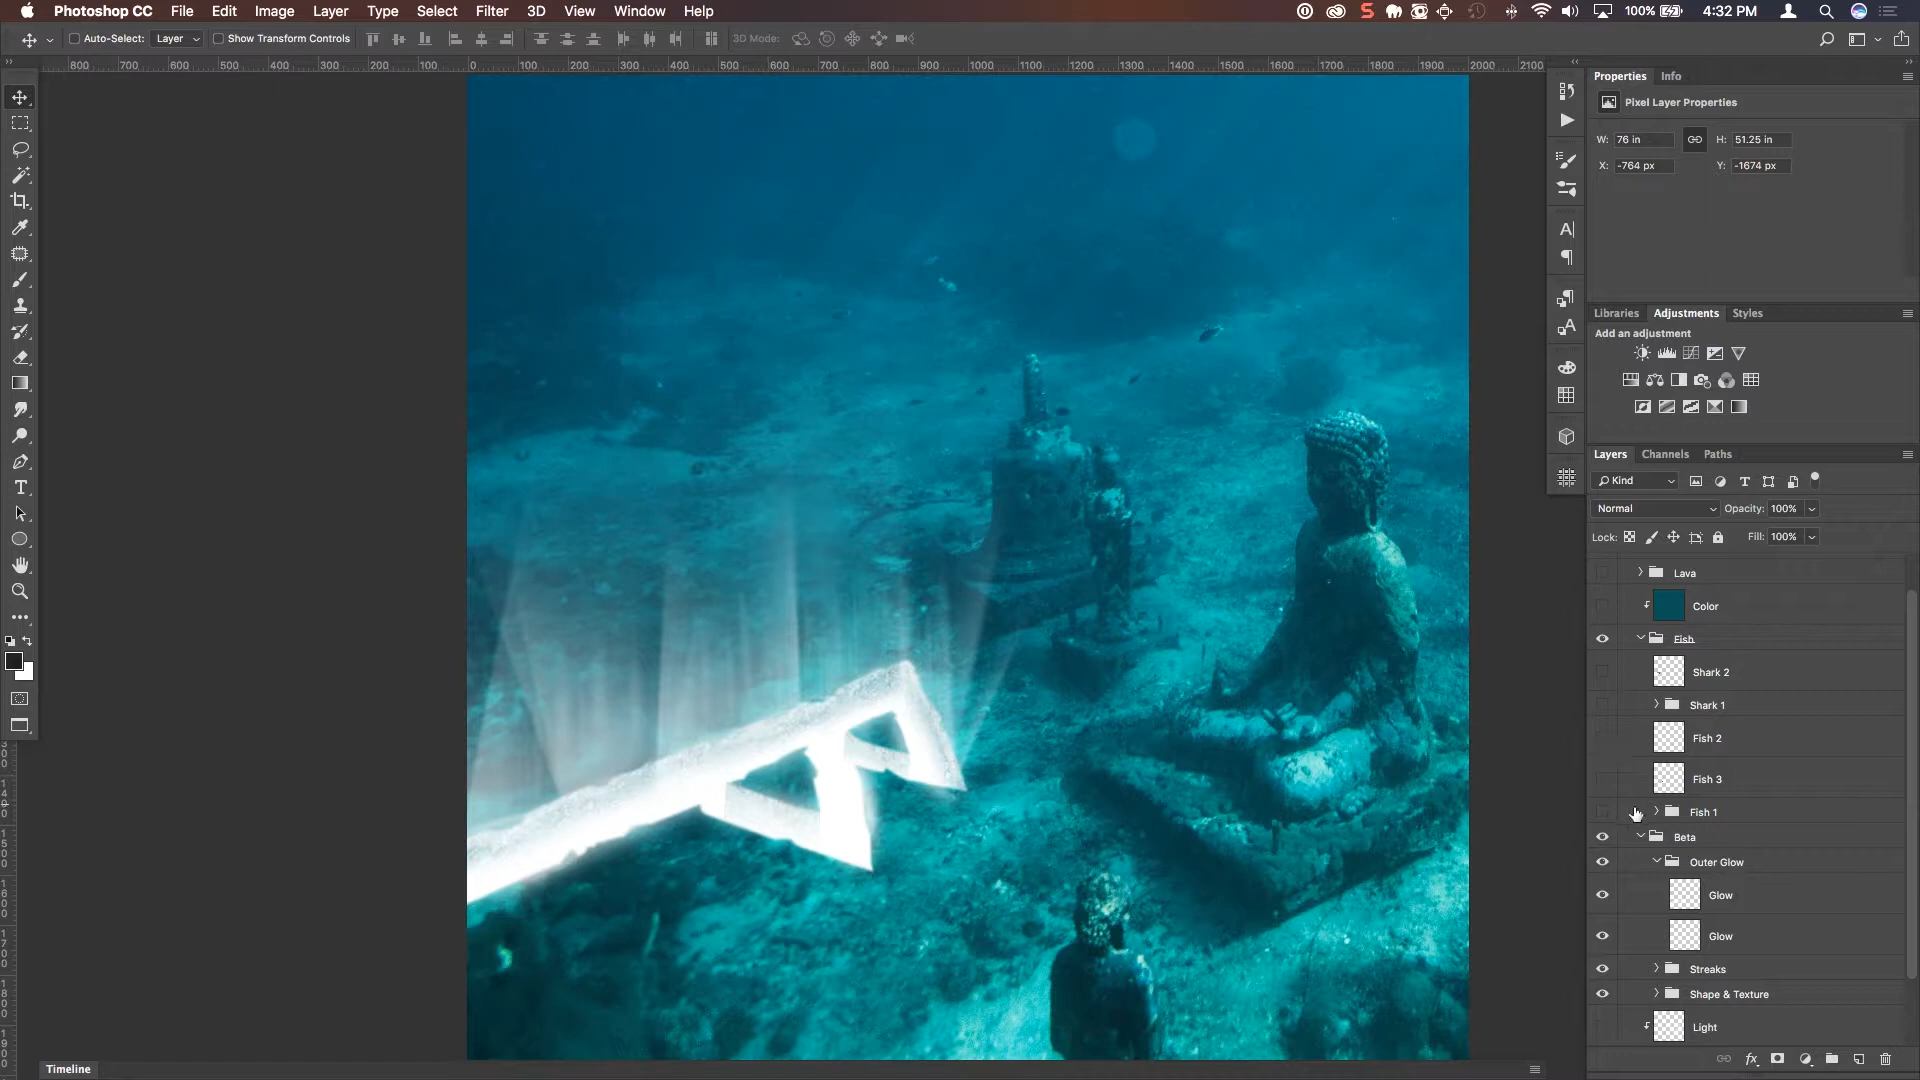 Photoshop CC File Edit Image Layer Type Select Filter 3D View Window Help 100% 4:32 PM
Auto-Select: Layer Show Transform Controls 3D Mode:
800 700 600 500 400 300 200 100 0 100 200 300 400 500 600 700 800 900 1000 1100 1200 1300 1400 1500 1600 1700 1800 1900 2000 2100
Properties Info
Pixel Layer Properties
W: 76 in H: 51.25 in
X: -764 px Y: -1674 px
Libraries Adjustments Styles
Add an adjustment
Layers Channels Paths
Kind
Normal Opacity: 100%
Lock: Fill: 100%
Lava
Color
Fish
Shark 2
Shark 1
Fish 2
Fish 3
Fish 1
Beta
Outer Glow
Glow
Glow
Streaks
Shape & Texture
Light
Timeline